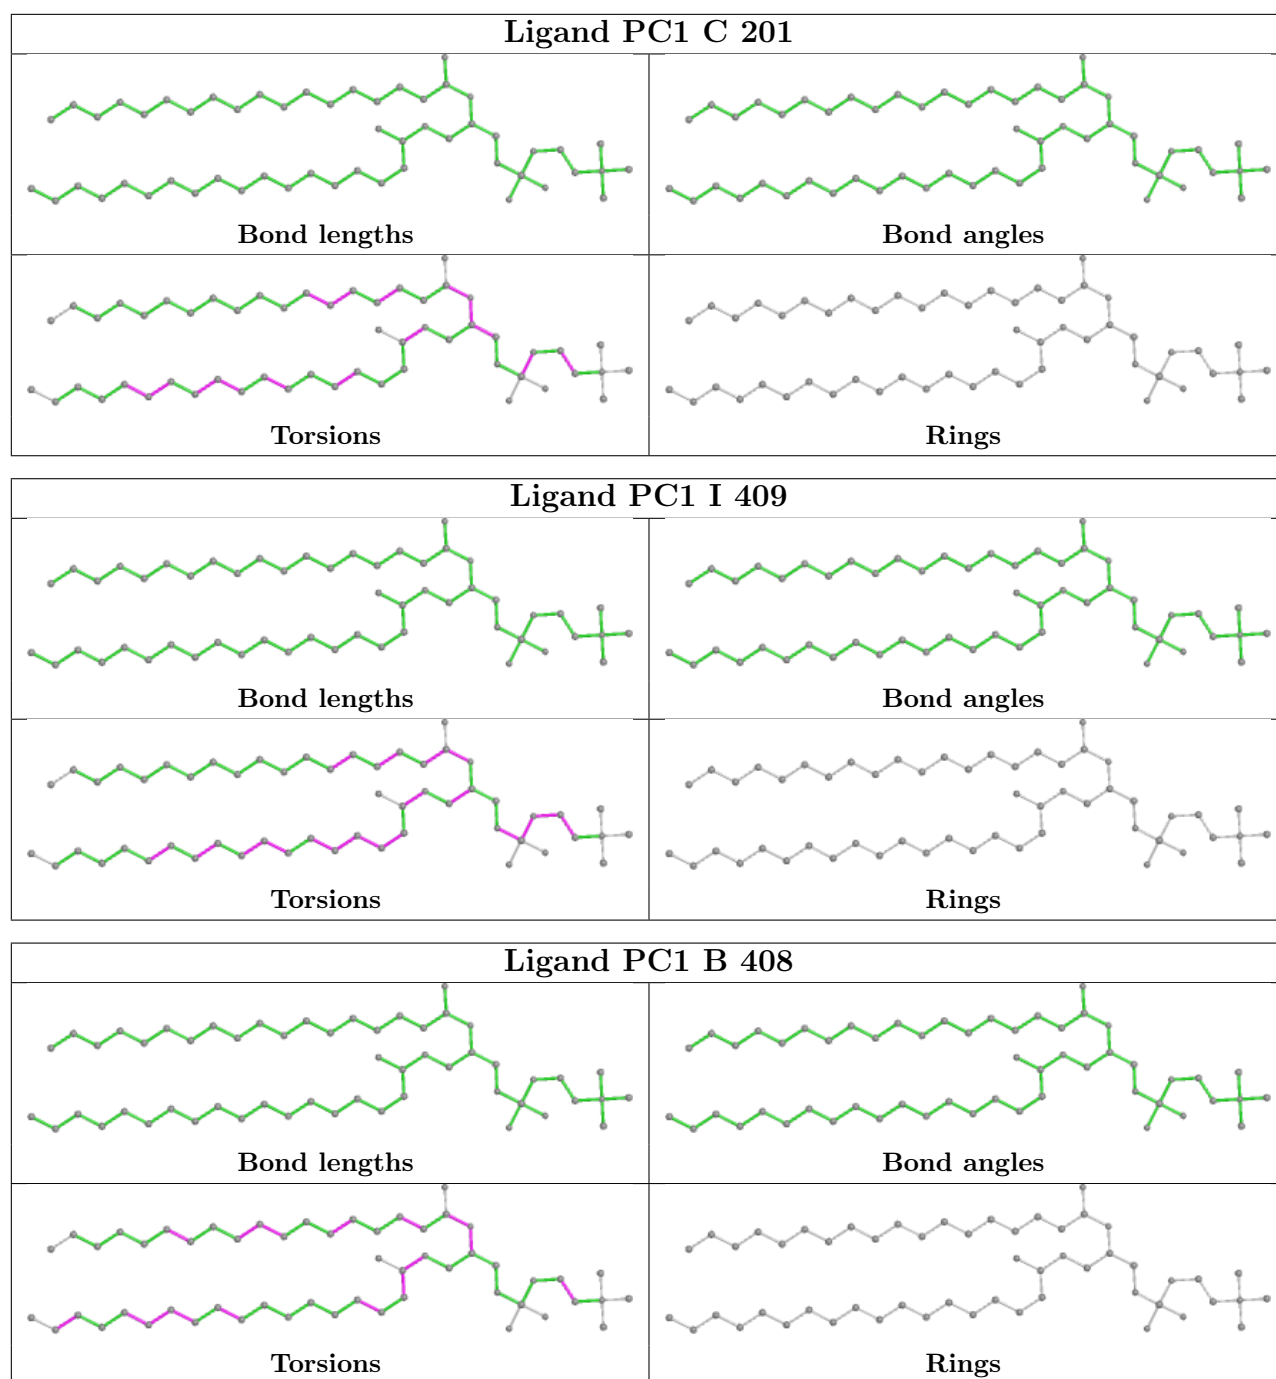 Ligand PC1 C 201
Bond lengths
Bond angles
Torsions
Rings
Ligand PC1 I 409
Bond lengths
Bond angles
Torsions
Rings
Ligand PC1 B 408
Bond lengths
Bond angles
Torsions
Rings